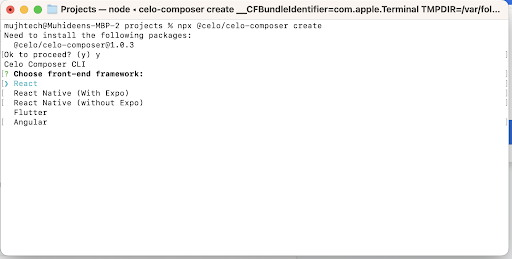 Projects — node ◂ celo-composer create __CFBundleIdentifier=com.apple.Terminal TMPDIR=/var/fol...
mujhtech@Muhideens-MBP-2 projects % npx @celo/celo-composer create
Need to install the following packages:
  @celo/celo-composer@1.0.3
Ok to proceed? (y) y
Celo Composer CLI
? Choose front-end framework:
❯ React
  React Native (With Expo)
  React Native (without Expo)
  Flutter
  Angular